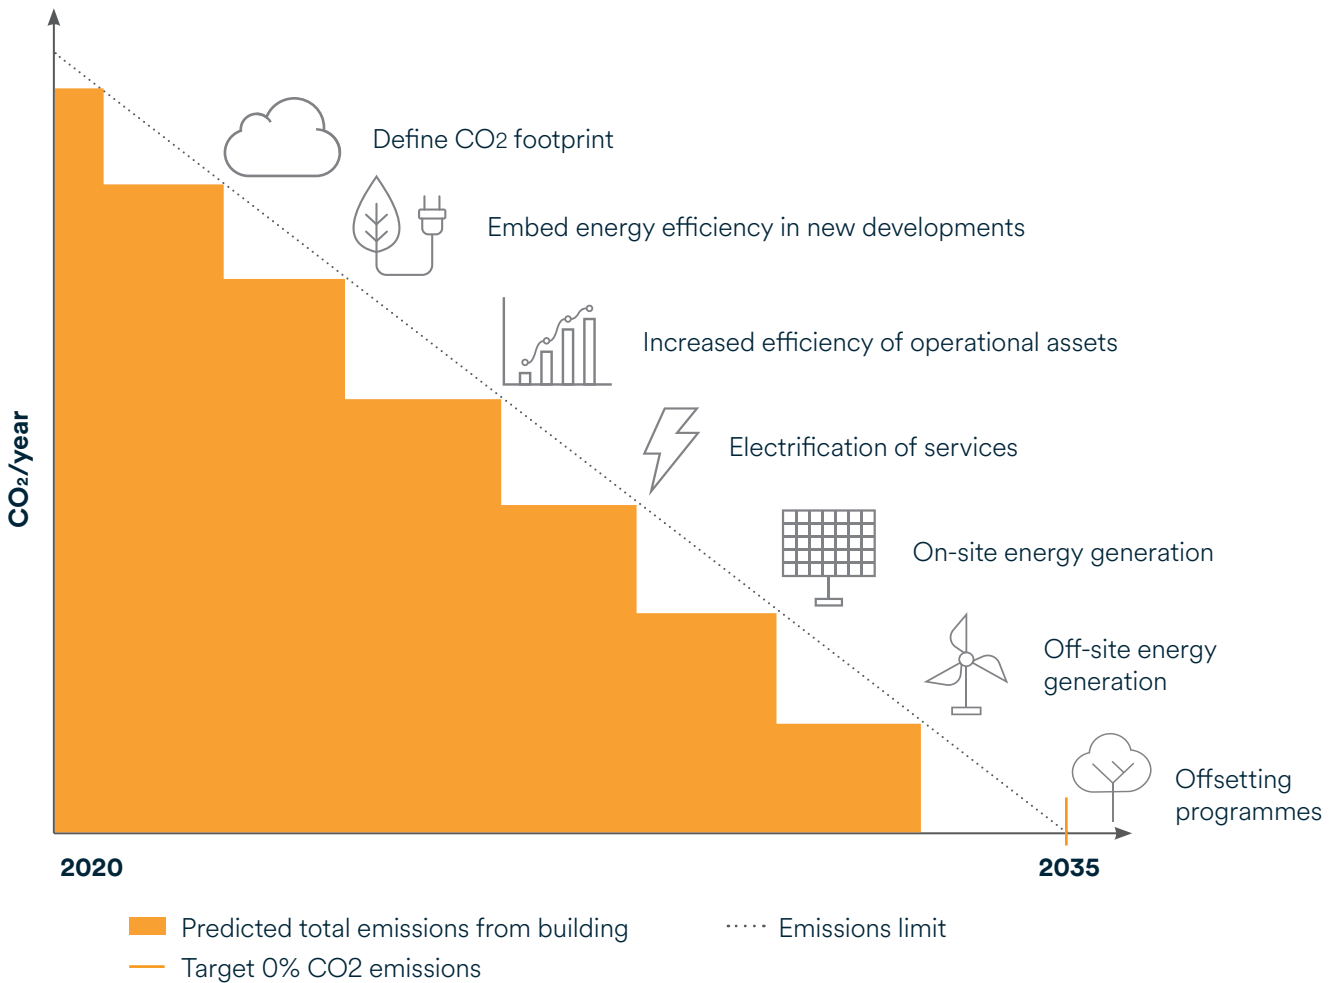 Define CO2 footprint
Embed energy efficiency in new developments
Increased efficiency of operational assets
CO₂/year
Electrification of services
On-site energy generation
Off-site energy
generation
Offsetting
programmes
2020
2035
Predicted total emissions from building
Emissions limit
Target 0% CO2 emissions